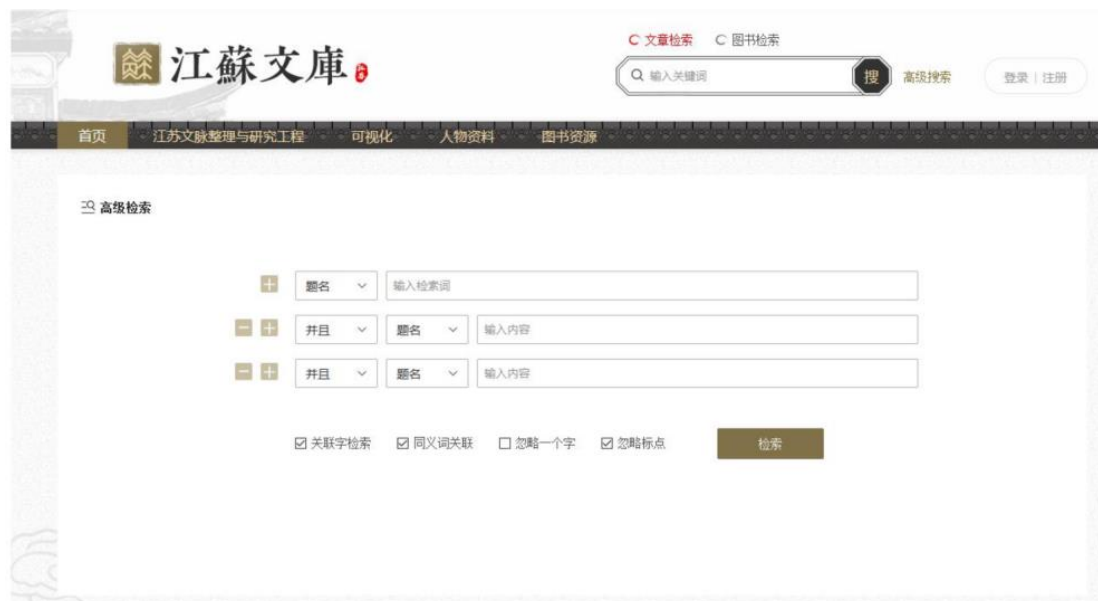 文章检索 图书检索
江蘇文庫
输入关键词 搜 高级搜索 登录 | 注册
首页 江苏文脉整理与研究工程 可视化 人物资料 图书资源
高级检索
题名 输入检索词
并且 题名 输入内容
并且 题名 输入内容
关联字检索 同义词关联 忽略一个字 忽略标点 检索